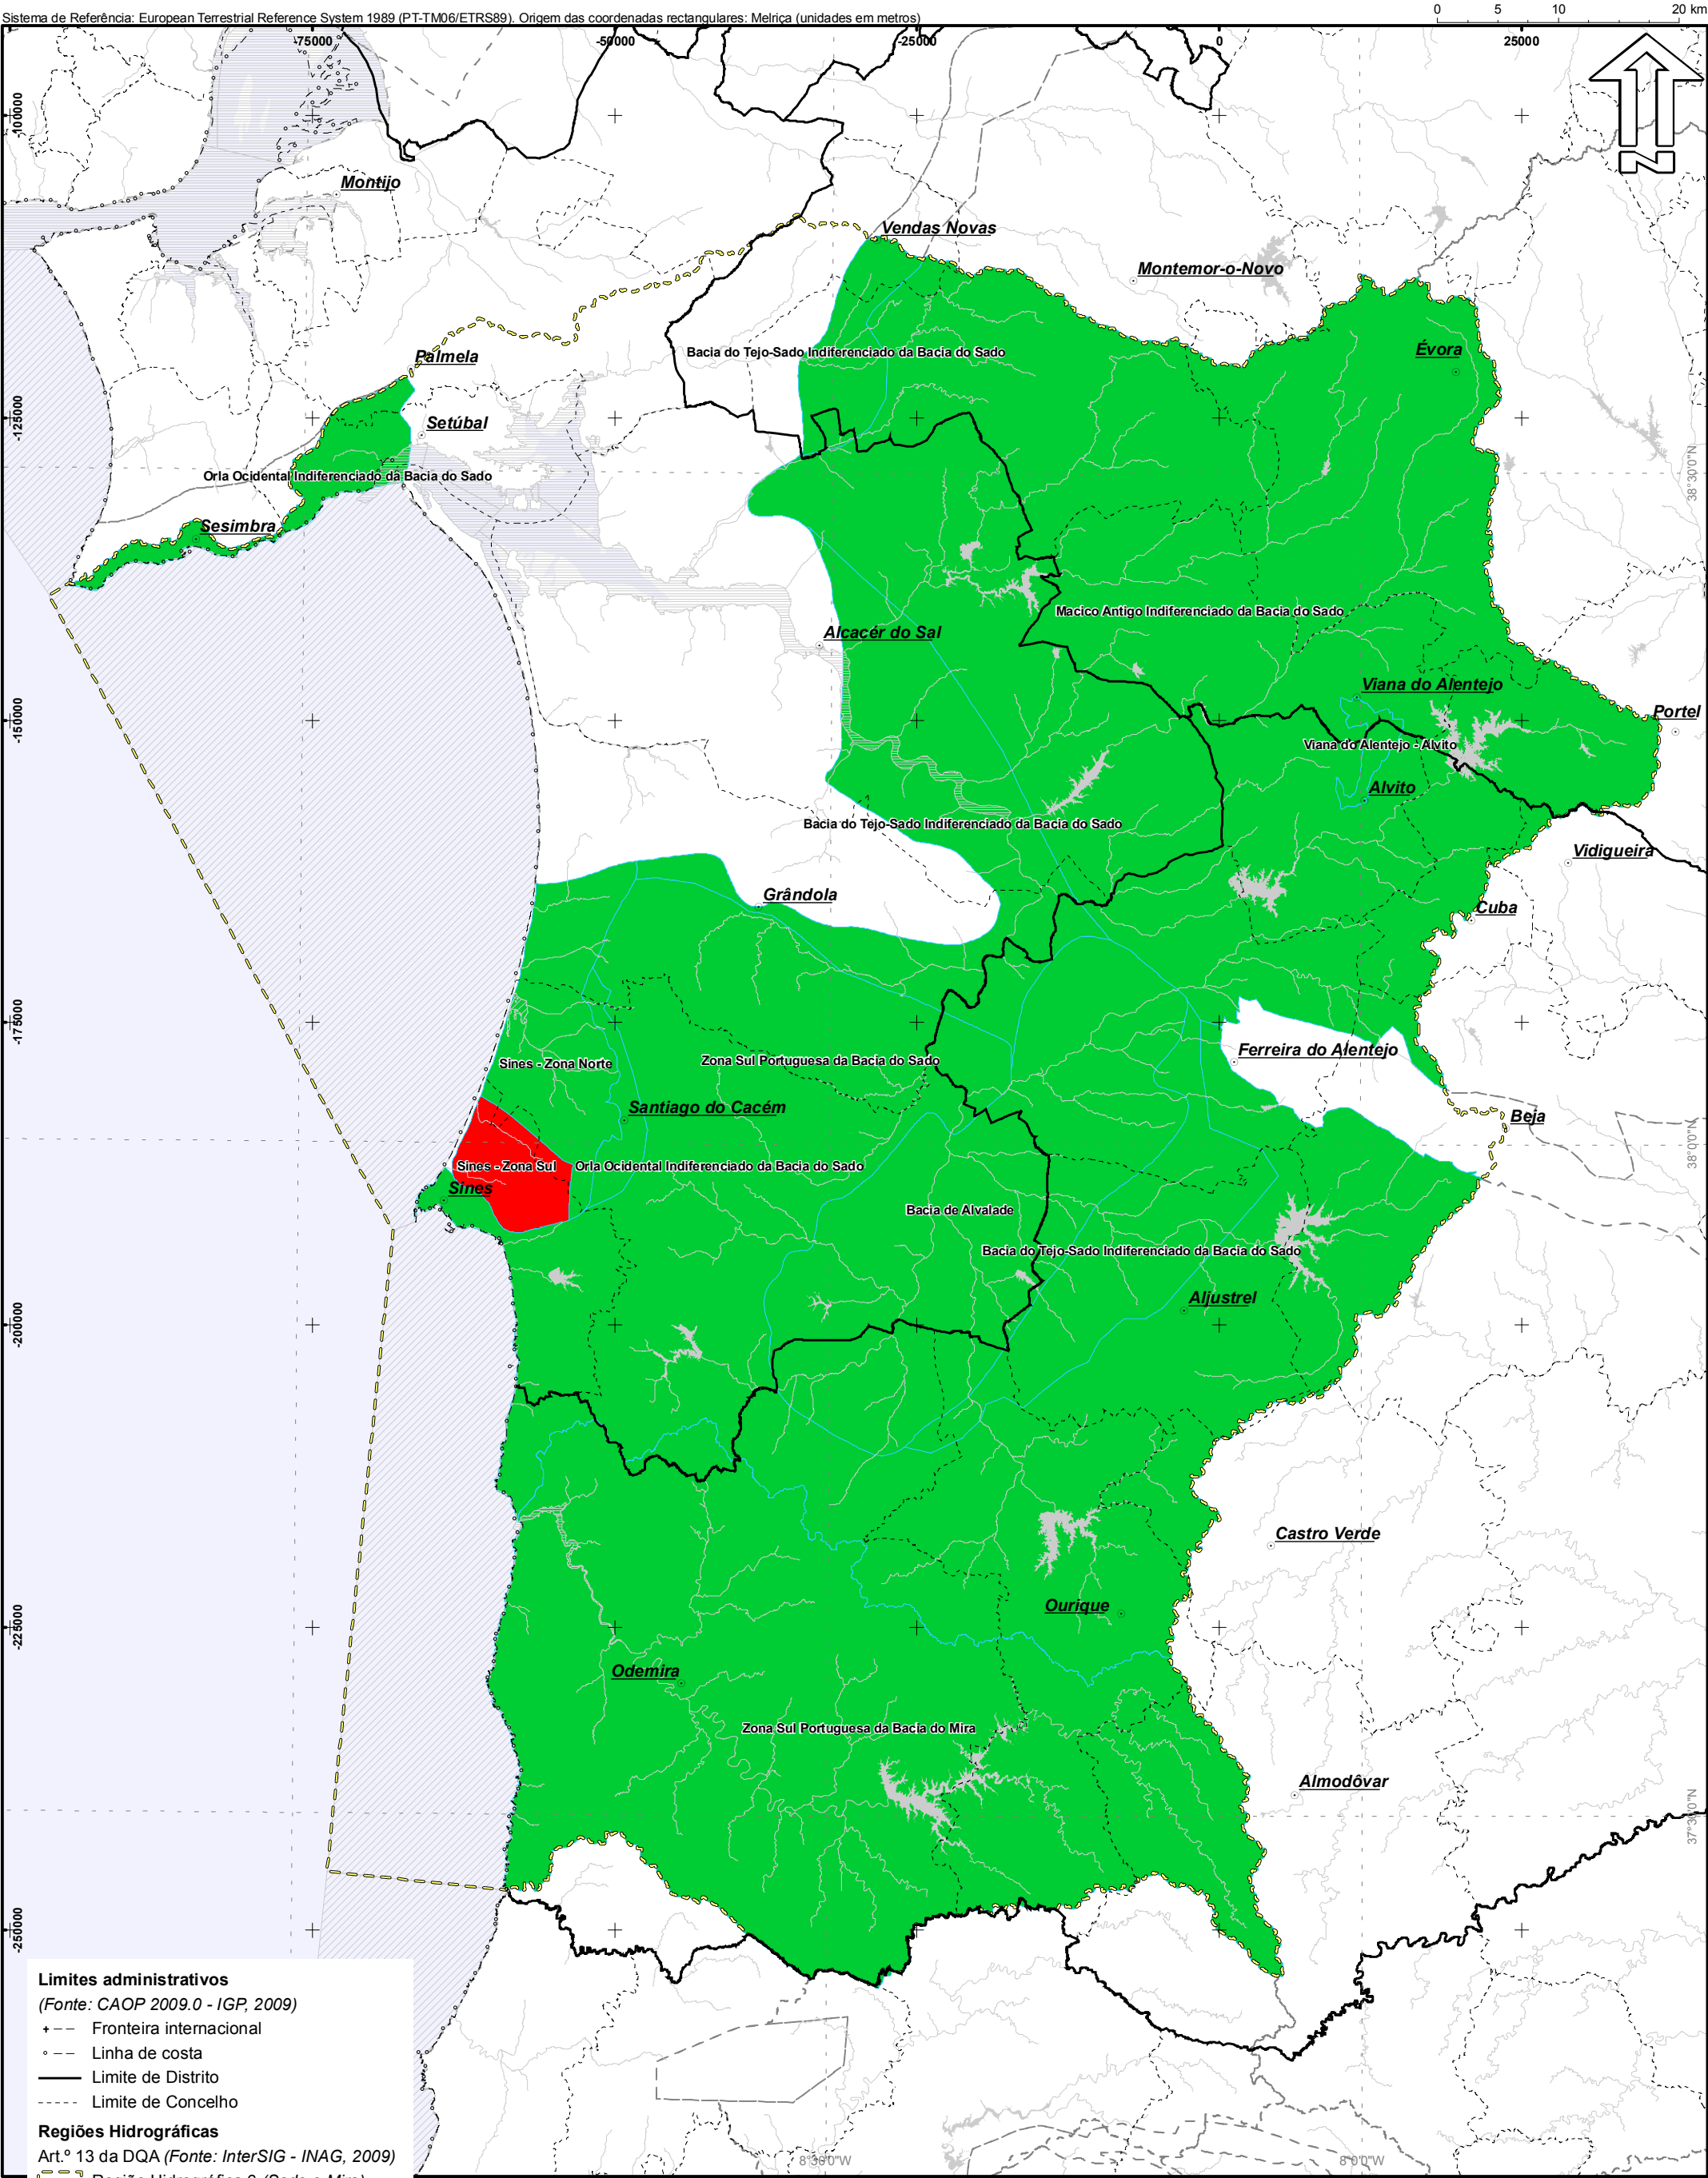 Sistema de Referência: European Terrestrial Reference System 1989 (PT-TM06/ETRS89). Origem das coordenadas rectangulares: Melriça (unidades em metros)
0 5 10 20 km
-75000 -50000 -25000 0 25000
-100000
Montijo
Vendas Novas
Montemor-o-Novo
Bacia do Tejo-Sado Indiferenciado da Bacia do Sado
Évora
Palmela
-125000
Setúbal
Orla Ocidental Indiferenciado da Bacia do Sado
38°30'0"N
Sesimbra
Macico Antigo Indiferenciado da Bacia do Sado
Alcacér do Sal
Viana do Alentejo
Portel
-150000
Viana do Alentejo - Alvito
Alvito
Bacia do Tejo-Sado Indiferenciado da Bacia do Sado
Vidigueira
Grândola
Cuba
-175000
Ferreira do Alentejo
Sines - Zona Norte
Zona Sul Portuguesa da Bacia do Sado
Santiago do Cacém
Beja
38°0'0"N
Sines - Zona Sul
Orla Ocidental Indiferenciado da Bacia do Sado
Sines
Bacia de Alvalade
Bacia do Tejo-Sado Indiferenciado da Bacia do Sado
Aljustrel
-200000
Castro Verde
Ourique
-225000
Odemira
Zona Sul Portuguesa da Bacia do Mira
Almodôvar
37°30'0"N
-250000
Limites administrativos
(Fonte: CAOP 2009.0 - IGP, 2009)
Fronteira internacional
Linha de costa
Limite de Distrito
Limite de Concelho
Regiões Hidrográficas
Art.º 13 da DQA (Fonte: InterSIG - INAG, 2009)
Região Hidrográfica 6 (Sado e Mira)
8°30'0"W
8°0'0"W
N